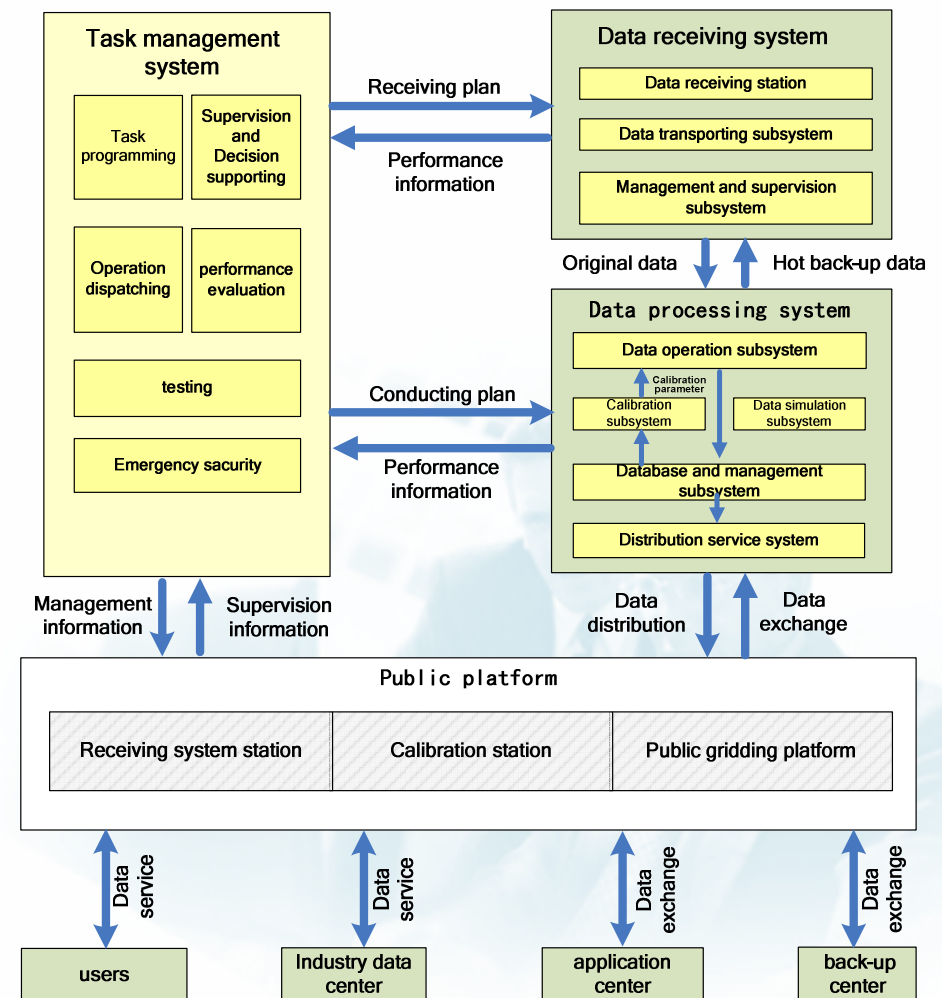 Task management
system
Task
programming
Supervision
and
Decision
supporting
Operation
dispatching
performance
evaluation
testing
Emergency sacurity
Receiving plan
Performance
information
Data receiving system
Data receiving station
Data transporting subsystem
Management and supervision
subsystem
Original data
Hot back-up data
Conducting plan
Performance
information
Data processing system
Data operation subsystem
Calibration
parameter
Calibration
subsystem
Data simulation
subsystem
Database and management
subsystem
Distribution service system
Management
information
Supervision
information
Data
distribution
Data
exchange
Public platform
Receiving system station
Calibration station
Public gridding platform
Data
service
Data
service
Data
exchange
Data
exchange
users
Industry data
center
application
center
back-up
center